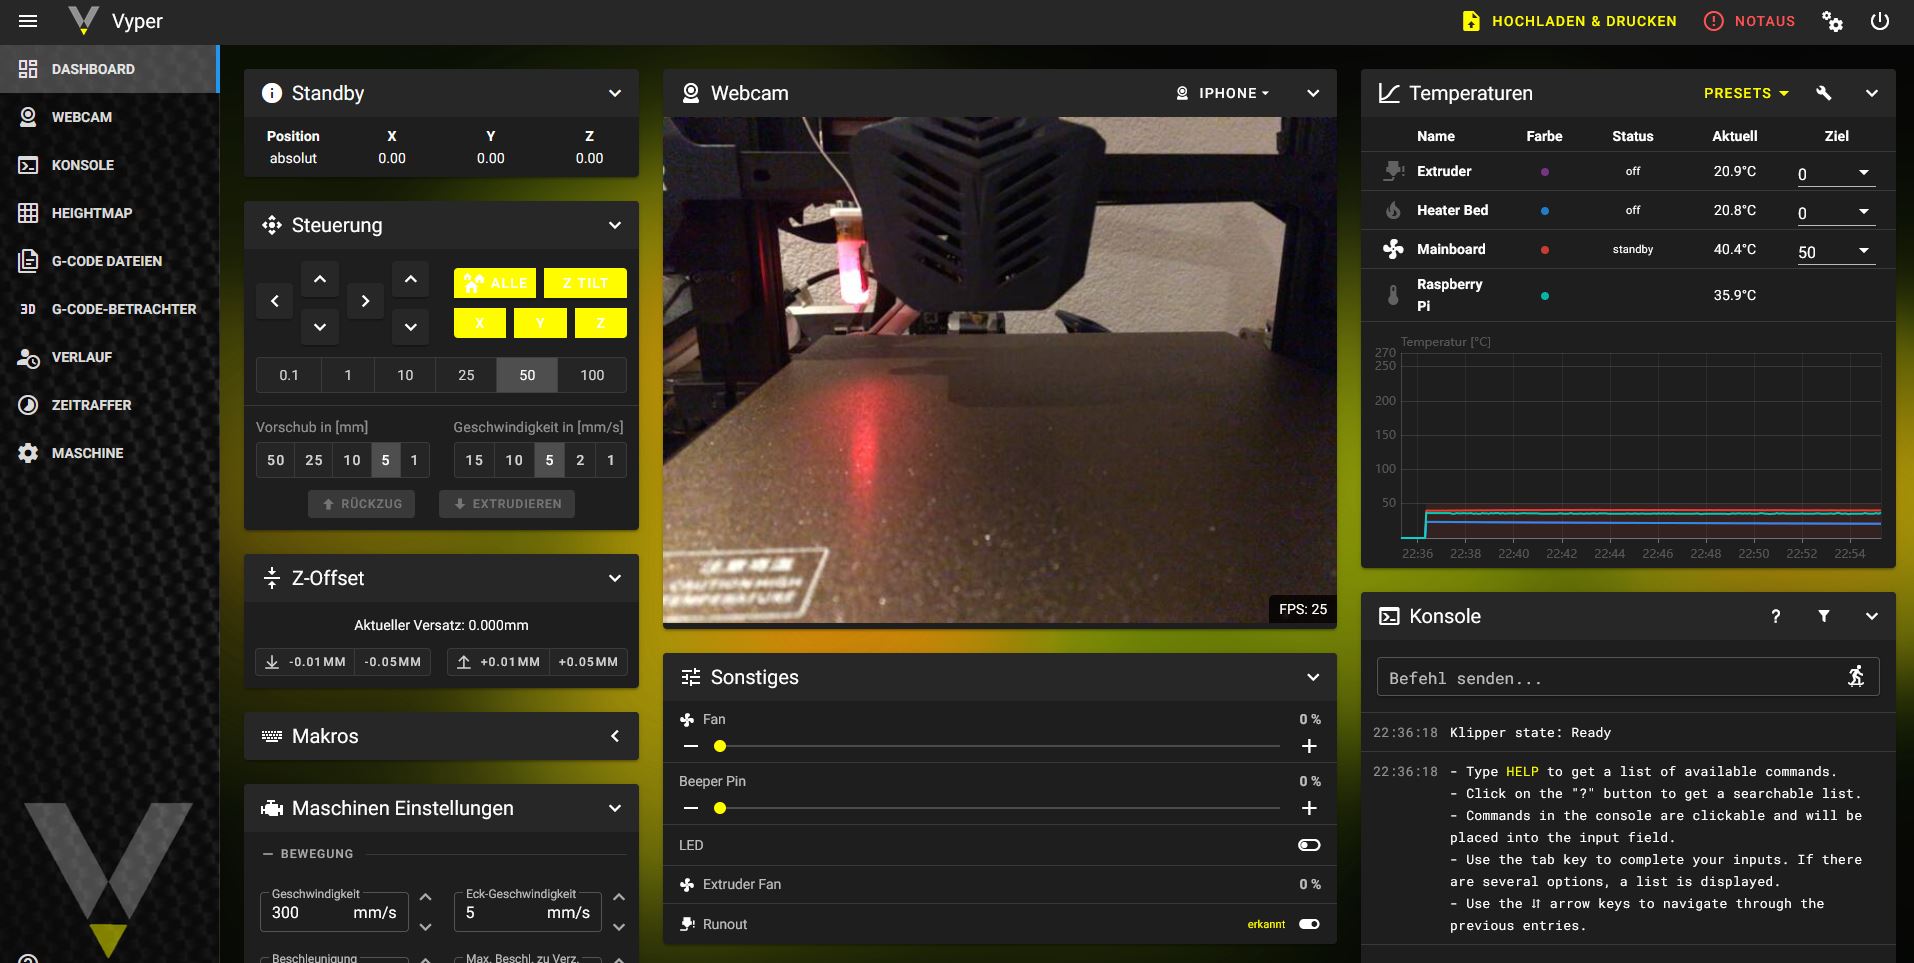 Vyper
HOCHLADEN & DRUCKEN
NOTAUS
DASHBOARD
WEBCAM
KONSOLE
HEIGHTMAP
G-CODE DATEIEN
3D G-CODE-BETRACHTER
VERLAUF
ZEITRAFFER
MASCHINE
Standby
Position X Y Z
absolut 0.00 0.00 0.00
Steuerung
ALLE Z TILT
X Y Z
0.1 1 10 25 50 100
Vorschub in [mm] Geschwindigkeit in [mm/s]
50 25 10 5 1 15 10 5 2 1
RÜCKZUG EXTRUDIEREN
Z-Offset
Aktueller Versatz: 0.000mm
-0.01MM -0.05MM +0.01MM +0.05MM
Makros
Maschinen Einstellungen
BEWEGUNG
Geschwindigkeit Eck-Geschwindigkeit
300 mm/s 5 mm/s
Beschleunigung Max. Beschl. zu Verz.
Webcam IPHONE
CAUTION HIGH
TEMPERATURE
FPS: 25
Sonstiges
Fan 0 %
Beeper Pin 0 %
LED
Extruder Fan 0 %
Runout erkannt
Temperaturen PRESETS
Name Farbe Status Aktuell Ziel
Extruder off 20.9°C 0
Heater Bed off 20.8°C 0
Mainboard standby 40.4°C 50
Raspberry
Pi 35.9°C
Temperatur [°C]
270
250
200
150
100
50
22:36 22:38 22:40 22:42 22:44 22:46 22:48 22:50 22:52 22:54
Konsole ?
Befehl senden...
22:36:18 Klipper state: Ready
22:36:18 - Type HELP to get a list of available commands.
- Click on the "?" button to get a searchable list.
- Commands in the console are clickable and will be
placed into the input field.
- Use the tab key to complete your inputs. If there
are several options, a list is displayed.
- Use the ⇵ arrow keys to navigate through the
previous entries.